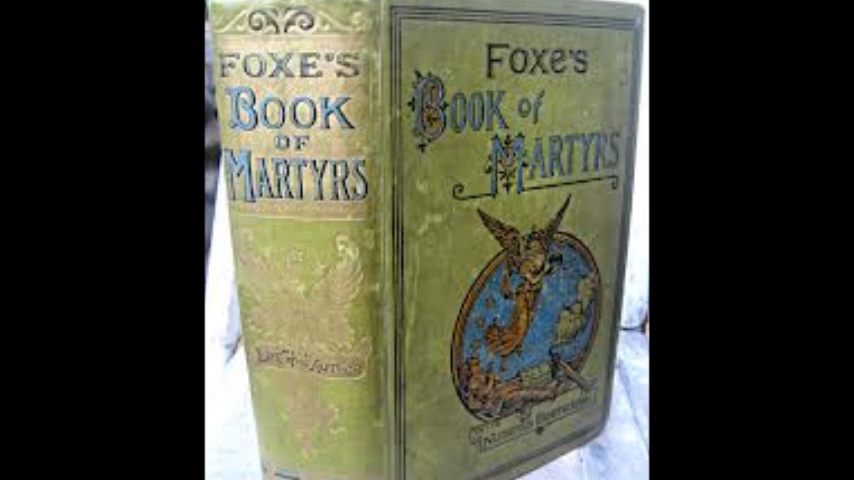 FOXE'S
BOOK
OF
MARTYRS
Foxe's
BOOK of
MARTYRS